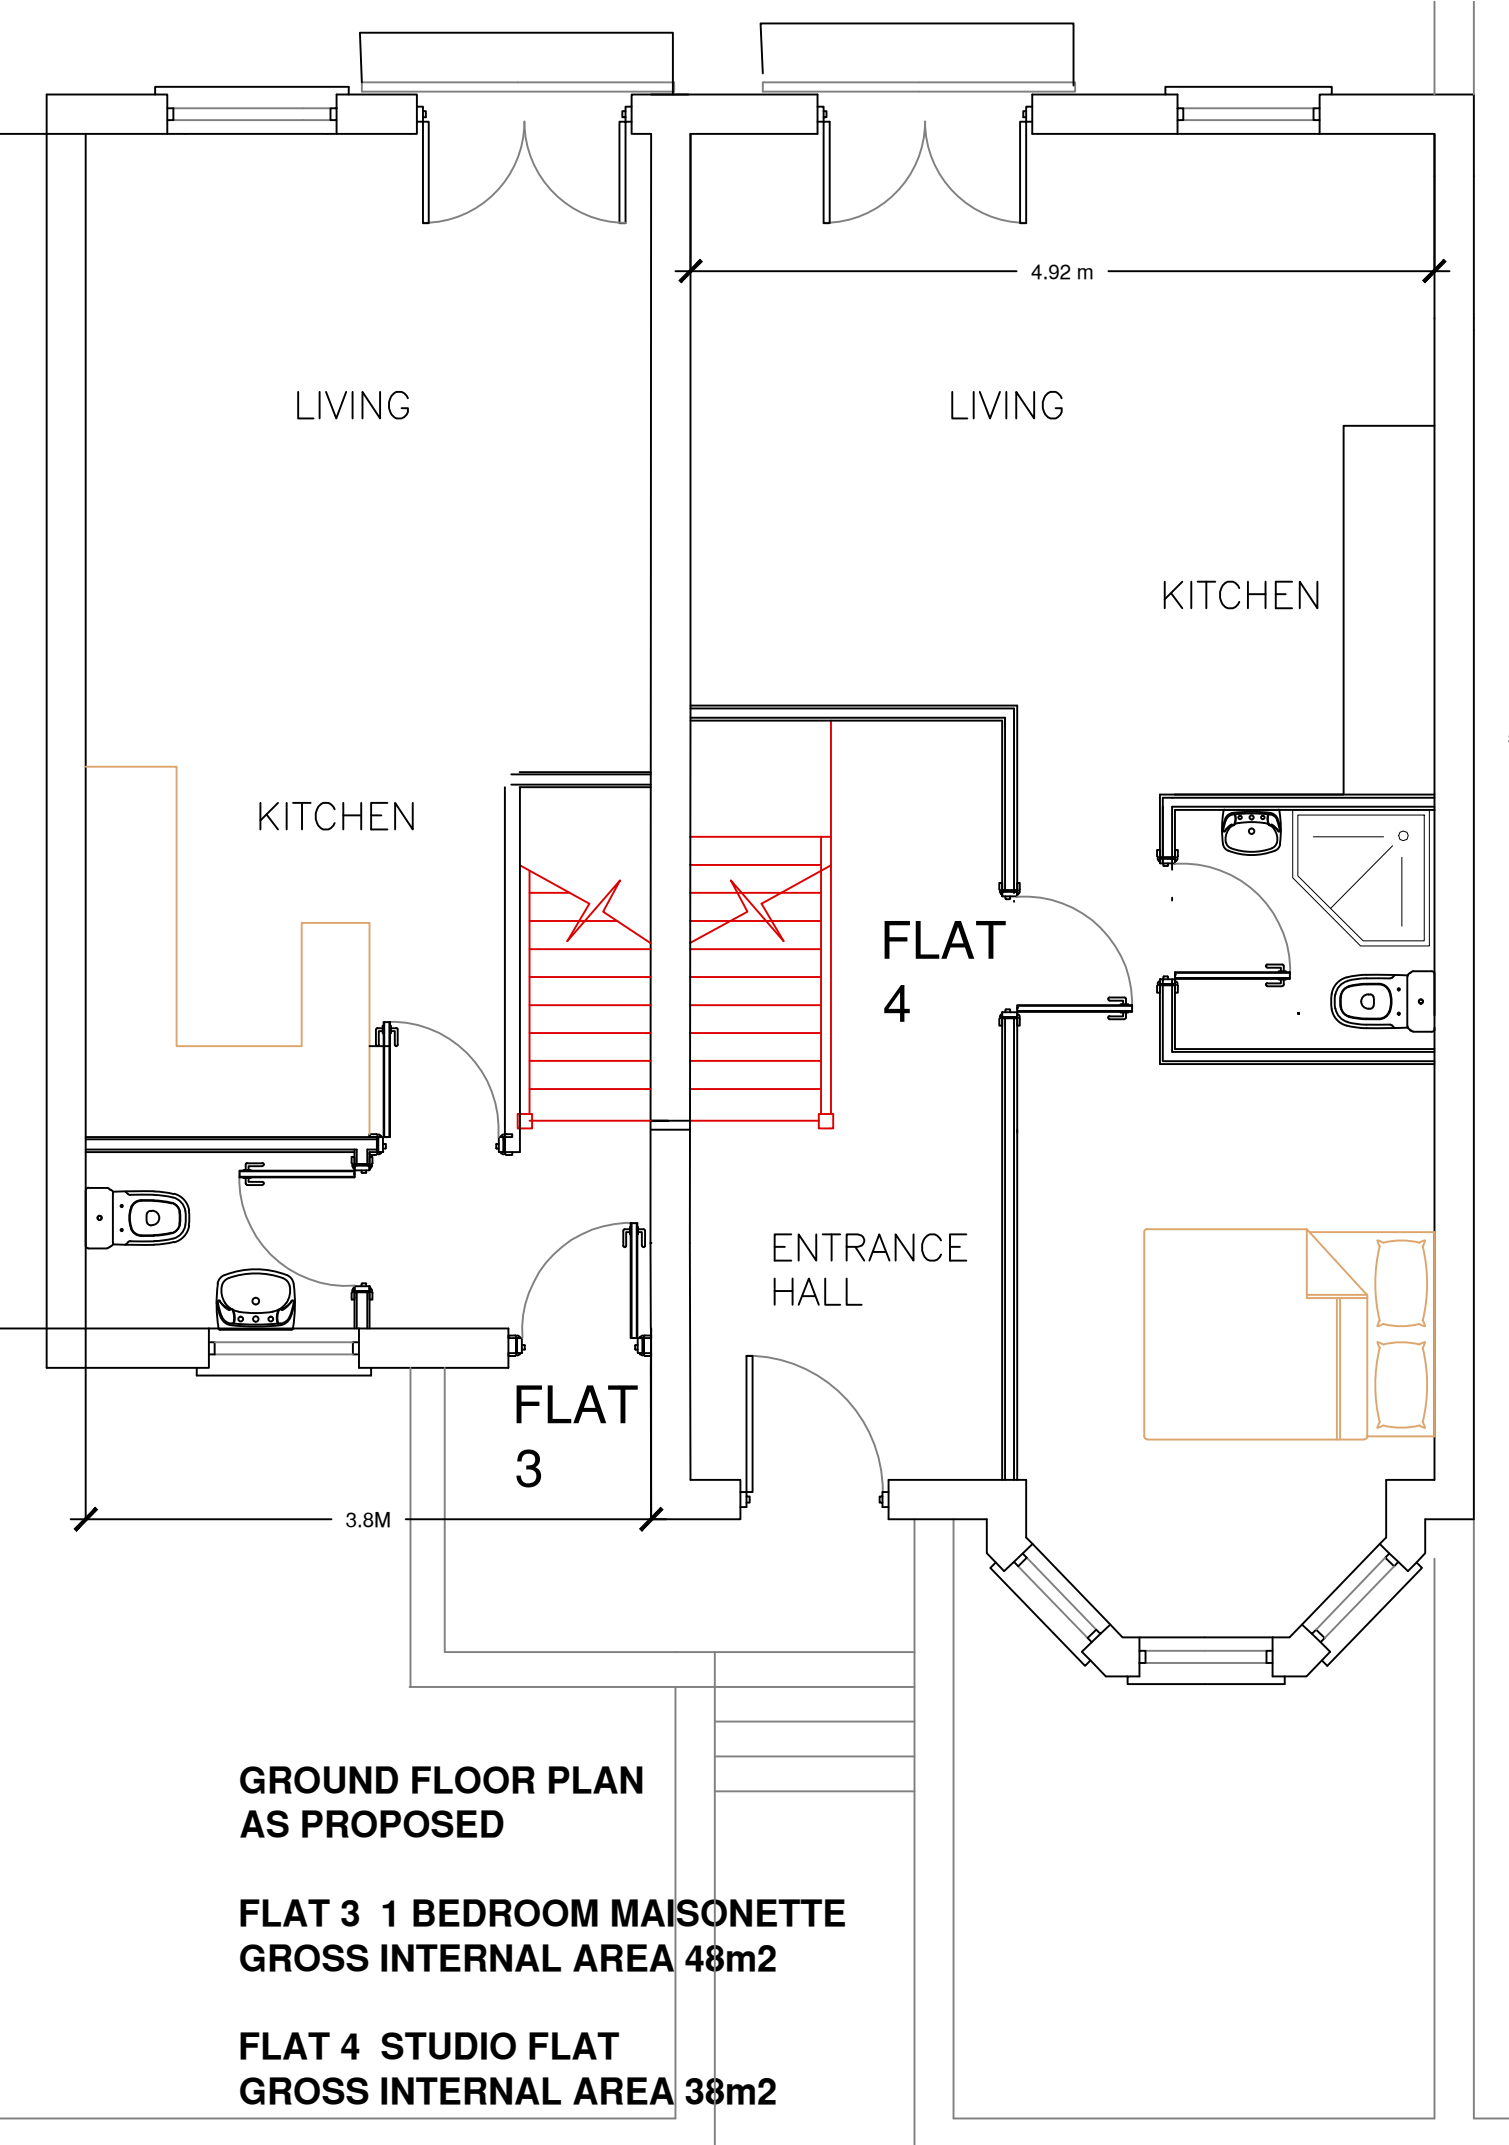 4.92 m
LIVING
LIVING
KITCHEN
KITCHEN
FLAT
4
ENTRANCE
HALL
FLAT
3
3.8M
GROUND FLOOR PLAN
AS PROPOSED
FLAT 3 1 BEDROOM MAISONETTE
GROSS INTERNAL AREA 48m2
FLAT 4 STUDIO FLAT
GROSS INTERNAL AREA 38m2